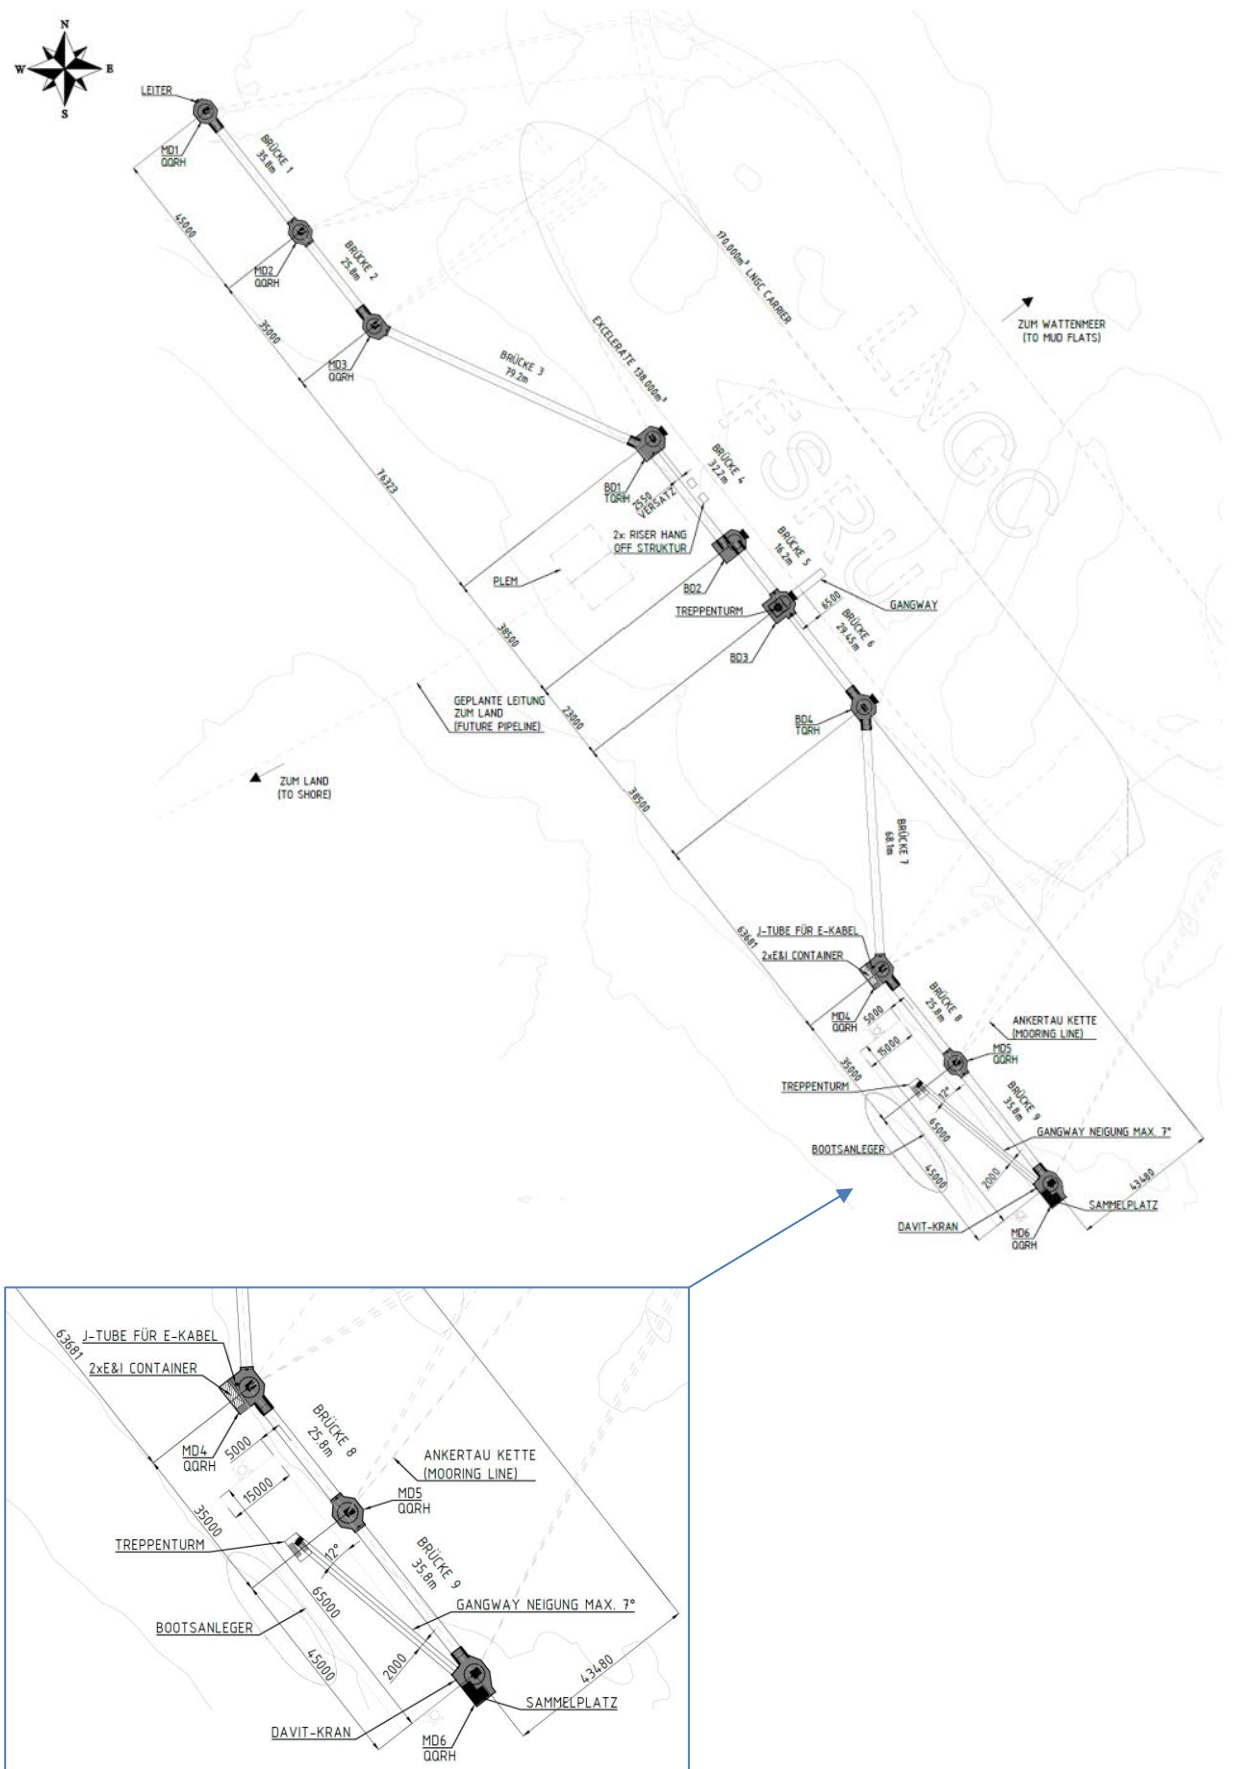 N
W
E
S
LEITER
MD1
QQRH
BRÜCKE 1
35.8m
45000
MD2
QQRH
BRÜCKE 2
25.8m
35000
MD3
QQRH
BRÜCKE 3
79.2m
76323
170.000m³ LNGC CARRIER
EXCELERATE 138.000m³
LNGC
FSRU
ZUM WATTENMEER
(TO MUD FLATS)
BRÜCKE 4
32.2m
BD1
TQRH
2550
VERSATZ
2x RISER HANG
OFF STRUKTUR
BRÜCKE 5
16.2m
PLEM
BD2
TREPPENTURM
GANGWAY
6500
BRÜCKE 6
29.45m
BD3
38500
GEPLANTE LEITUNG
ZUM LAND
(FUTURE PIPELINE)
23000
BD4
TQRH
ZUM LAND
(TO SHORE)
38500
BRÜCKE 7
68.1m
63681
J-TUBE FÜR E-KABEL
2xE&I CONTAINER
BRÜCKE 8
25.8m
MD4
QQRH
5000
15000
ANKERTAU KETTE
(MOORING LINE)
MD5
QQRH
35000
TREPPENTURM
12°
BRÜCKE 9
35.8m
65000
GANGWAY NEIGUNG MAX. 7°
BOOTSANLEGER
45000
2000
43480
SAMMELPLATZ
DAVIT-KRAN
MD6
QQRH
63681
J-TUBE FÜR E-KABEL
2xE&I CONTAINER
BRÜCKE 8
25.8m
MD4
QQRH
5000
15000
ANKERTAU KETTE
(MOORING LINE)
MD5
QQRH
35000
TREPPENTURM
12°
BRÜCKE 9
35.8m
65000
GANGWAY NEIGUNG MAX. 7°
BOOTSANLEGER
45000
2000
43480
SAMMELPLATZ
DAVIT-KRAN
MD6
QQRH